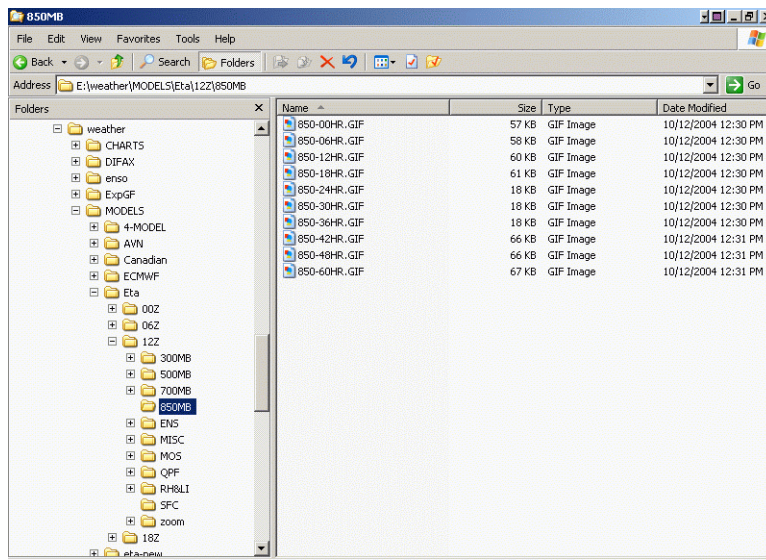 850MB
File Edit View Favorites Tools Help
Back Search Folders
Address E:\weather\MODELS\Eta\12Z\850MB Go
Folders
weather
CHARTS
DIFAX
enso
ExpGF
MODELS
4-MODEL
AVN
Canadian
ECMWF
Eta
00Z
06Z
12Z
300MB
500MB
700MB
850MB
ENS
MISC
MOS
QPF
RH&LI
SFC
zoom
18Z
eta-new
Name Size Type Date Modified
850-00HR.GIF 57 KB GIF Image 10/12/2004 12:30 PM
850-06HR.GIF 58 KB GIF Image 10/12/2004 12:30 PM
850-12HR.GIF 60 KB GIF Image 10/12/2004 12:30 PM
850-18HR.GIF 61 KB GIF Image 10/12/2004 12:30 PM
850-24HR.GIF 18 KB GIF Image 10/12/2004 12:30 PM
850-30HR.GIF 18 KB GIF Image 10/12/2004 12:30 PM
850-36HR.GIF 18 KB GIF Image 10/12/2004 12:30 PM
850-42HR.GIF 66 KB GIF Image 10/12/2004 12:31 PM
850-48HR.GIF 66 KB GIF Image 10/12/2004 12:31 PM
850-60HR.GIF 67 KB GIF Image 10/12/2004 12:31 PM